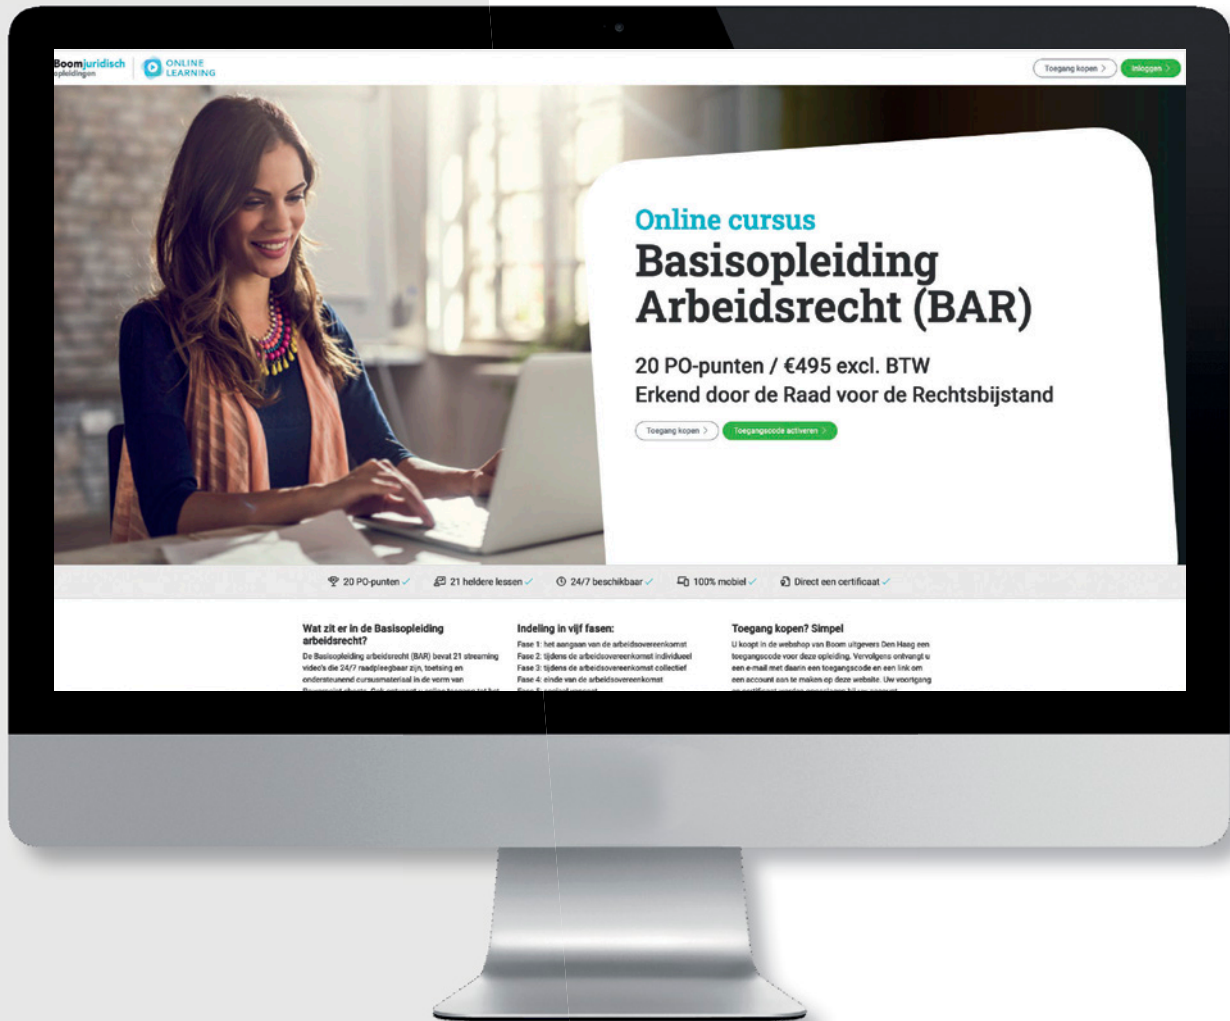 Boomjuridisch
opleidingen
ONLINE
LEARNING
Toegang kopen >
Inloggen >
Online cursus
Basisopleiding
Arbeidsrecht (BAR)
20 PO-punten / €495 excl. BTW
Erkend door de Raad voor de Rechtsbijstand
Toegang kopen >
Toegangscode activeren >
20 PO-punten ✓ 21 heldere lessen ✓ 24/7 beschikbaar ✓ 100% mobiel ✓ Direct een certificaat ✓
Wat zit er in de Basisopleiding
arbeidsrecht?
De Basisopleiding arbeidsrecht (BAR) bevat 21 streaming
video's die 24/7 raadpleegbaar zijn, toetsing en
ondersteunend cursusmateriaal in de vorm van
Indeling in vijf fasen:
Fase 1: het aangaan van de arbeidsovereenkomst
Fase 2: tijdens de arbeidsovereenkomst individueel
Fase 3: tijdens de arbeidsovereenkomst collectief
Fase 4: einde van de arbeidsovereenkomst
Toegang kopen? Simpel
U koopt in de webshop van Boom uitgevers Den Haag een
toegangscode voor deze opleiding. Vervolgens ontvangt u
een e-mail met daarin een toegangscode en een link om
een account aan te maken op deze website. Uw voortgang